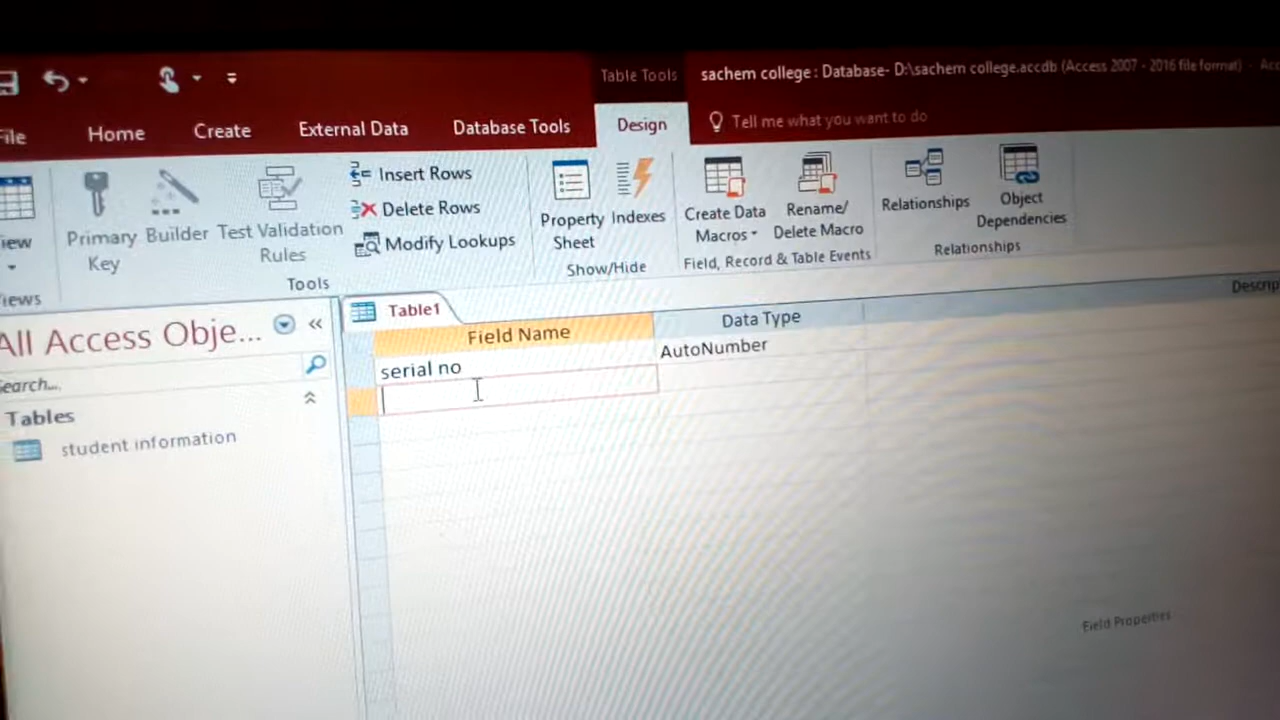 Table Tools
sachem college : Database- D:\sachem college.accdb (Access 2007 - 2016 file format) -
File
Home
Create
External Data
Database Tools
Design
Tell me what you want to do
View
Primary
Key
Builder
Test Validation
Rules
Insert Rows
Delete Rows
Modify Lookups
Property
Sheet
Indexes
Create Data
Macros
Rename/
Delete Macro
Relationships
Object
Dependencies
Views
Tools
Show/Hide
Field, Record & Table Events
Relationships
All Access Obje...
Search...
Tables
student information
Table1
Field Name
Data Type
Descrip
serial no
AutoNumber
Field Properties